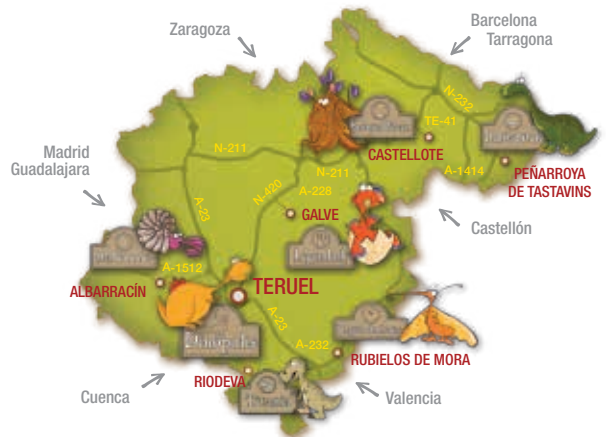 Barcelona
Tarragona
Zaragoza
N-232
TE-41
CASTELLOTE
A-1414
PEÑARROYA
DE TASTAVINS
N-211
N-211
Madrid
Guadalajara
A-23
N-420
A-228
GALVE
Castellón
A-1512
ALBARRACÍN
TERUEL
Dinópolis
A-23
A-232
RUBIELOS DE MORA
RIODEVA
Cuenca
Valencia